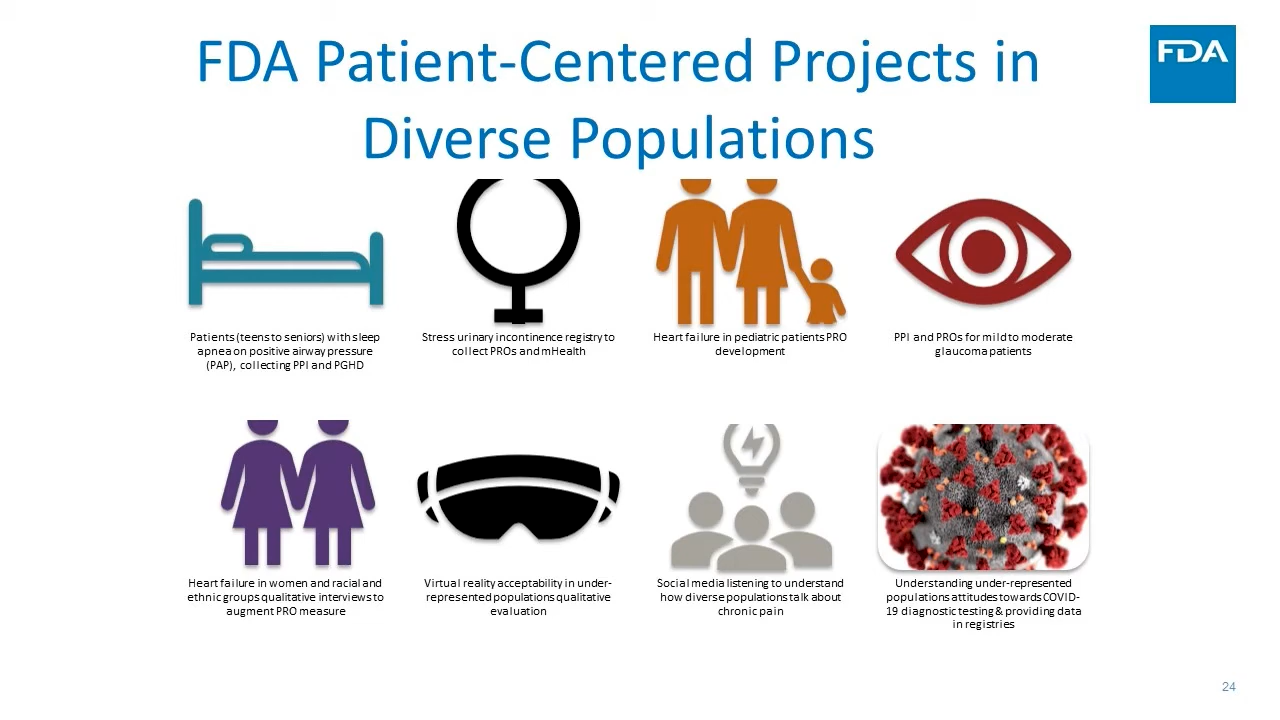 FDA Patient-Centered Projects in
Diverse Populations
FDA
Patients (teens to seniors) with sleep
apnea on positive airway pressure
(PAP), collecting PPI and PGHD
Stress urinary incontinence registry to
collect PROs and mHealth
Heart failure in pediatric patients PRO
development
PPI and PROs for mild to moderate
glaucoma patients
Heart failure in women and racial and
ethnic groups qualitative interviews to
augment PRO measure
Virtual reality acceptability in under-
represented populations qualitative
evaluation
Social media listening to understand
how diverse populations talk about
chronic pain
Understanding under-represented
populations attitudes towards COVID-
19 diagnostic testing & providing data
in registries
24